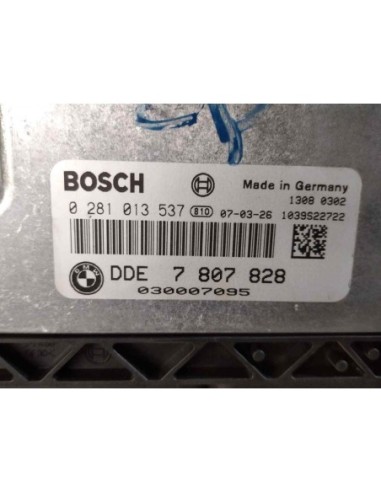 BOSCH Made in Germany
1308 0302
0 281 013 537 810 07-03-26 1039S22722
BMW DDE 7 807 828
030007095